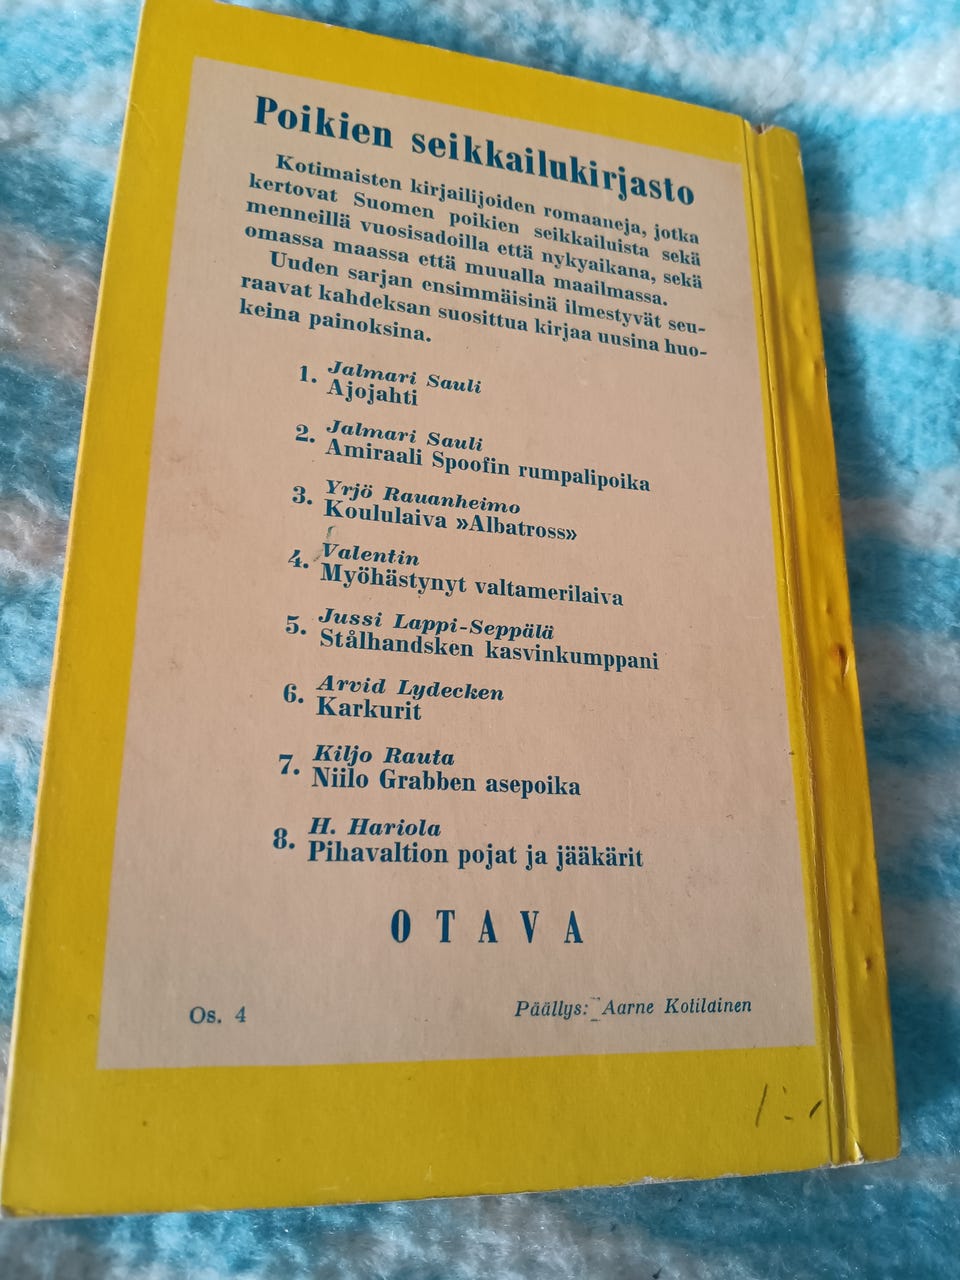 Poikien seikkailukirjasto
Kotimaisten kirjailijoiden romaaneja, jotka
kertovat Suomen poikien seikkailuista sekä
menneillä vuosisadoilla että nykyaikana, sekä
omassa maassa että muualla maailmassa.
Uuden sarjan ensimmäisinä ilmestyvät seu-
raavat kahdeksan suosittua kirjaa uusina huo-
keina painoksina.
1. Jalmari Sauli
Ajojahti
2. Jalmari Sauli
Amiraali Spoofin rumpalipoika
3. Yrjö Rauanheimo
Koululaiva »Albatross»
4. Valentin
Myöhästynyt valtamerilaiva
5. Jussi Lappi-Seppälä
Stålhandsken kasvinkumppani
6. Arvid Lydecken
Karkurit
7. Kiljo Rauta
Niilo Grabben asepoika
8. H. Hariola
Pihavaltion pojat ja jääkärit
OTAVA
Os. 4
Päällys: Aarne Kotilainen